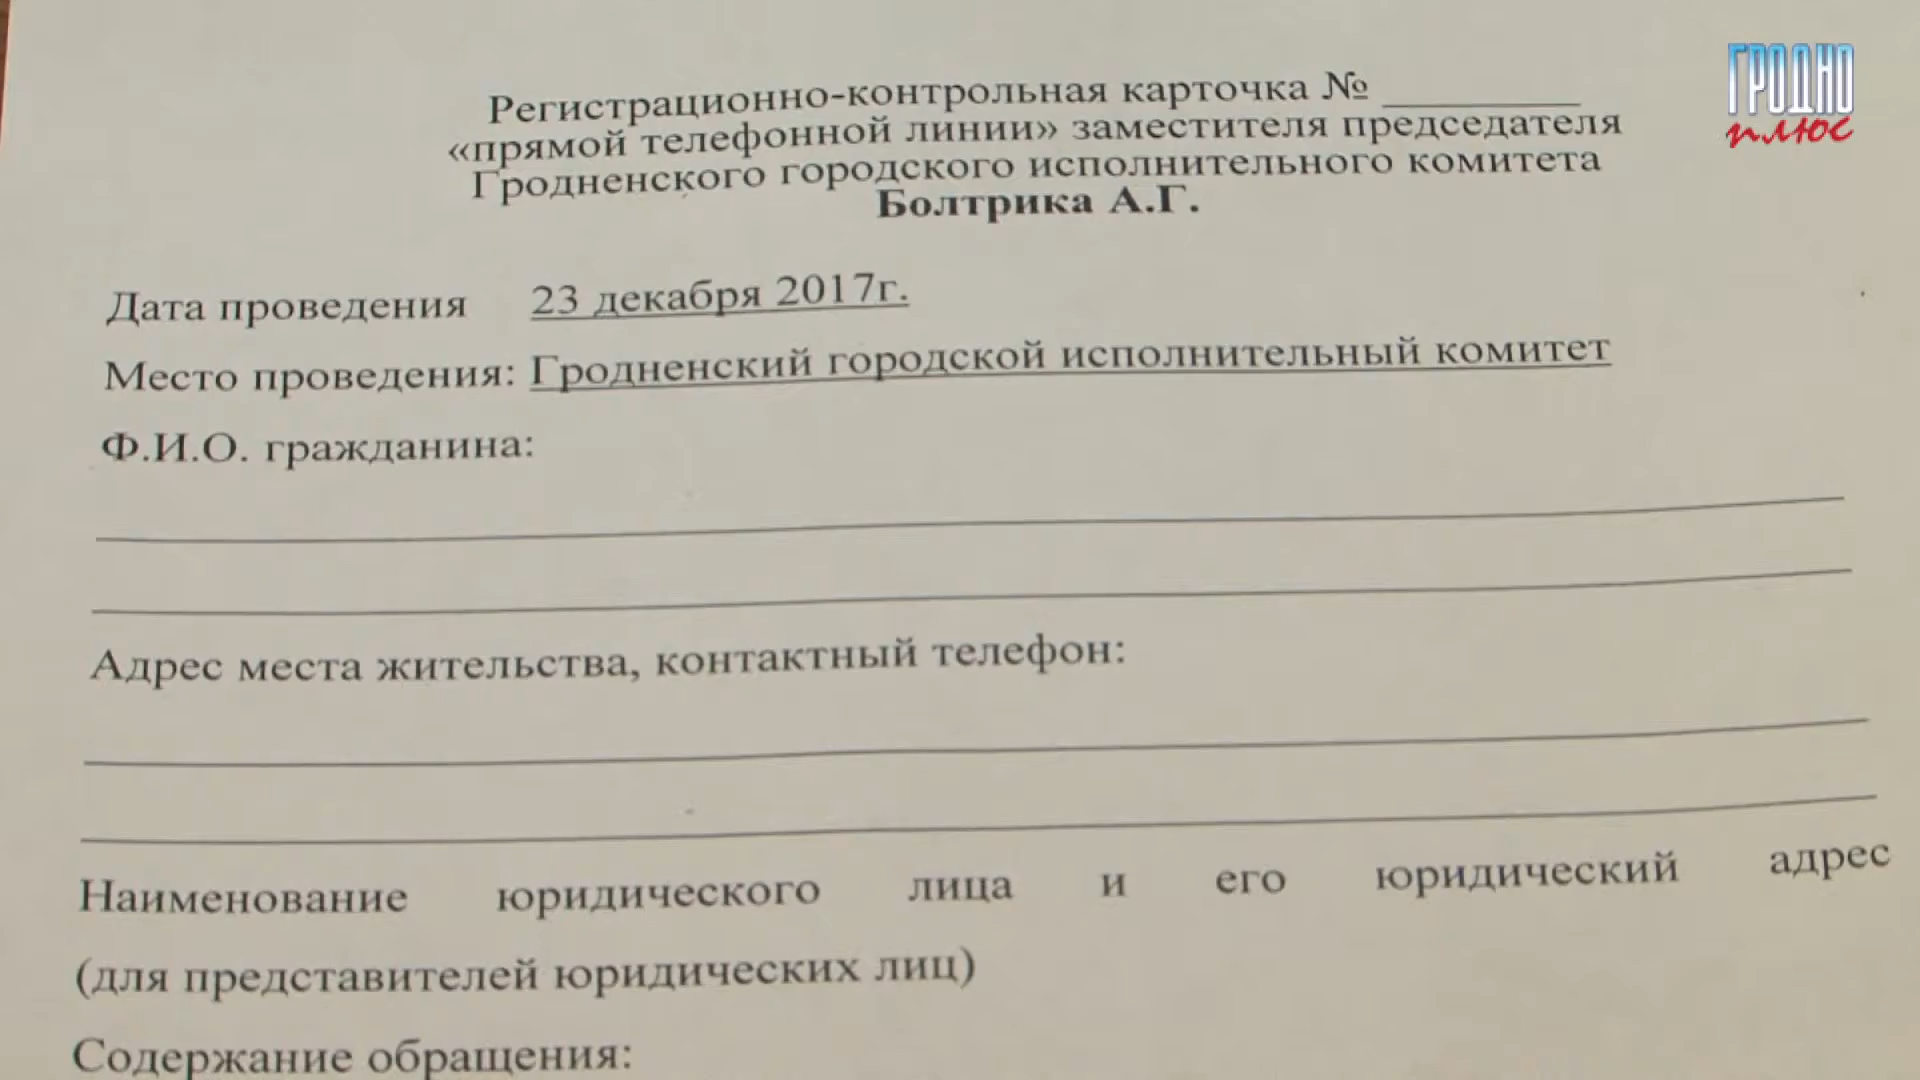 Регистрационно-контрольная карточка № ________
«прямой телефонной линии» заместителя председателя
Гродненского городского исполнительного комитета
Болтрика А.Г.
ГРОДНО
плюс
Дата проведения 23 декабря 2017г.
Место проведения: Гродненский городской исполнительный комитет
Ф.И.О. гражданина:
Адрес места жительства, контактный телефон:
Наименование юридического лица и его юридический адрес
(для представителей юридических лиц)
Содержание обращения: